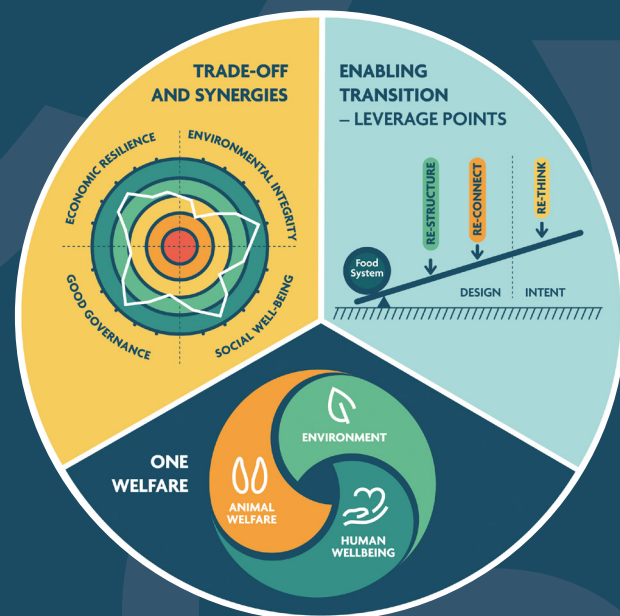 TRADE-OFF
AND SYNERGIES
ECONOMIC RESILIENCE
ENVIRONMENTAL INTEGRITY
GOOD GOVERNANCE
SOCIAL WELL-BEING
ENABLING
TRANSITION
– LEVERAGE POINTS
RE-STRUCTURE
RE-CONNECT
RE-THINK
Food
System
DESIGN
INTENT
ONE
WELFARE
ENVIRONMENT
ANIMAL
WELFARE
HUMAN
WELLBEING